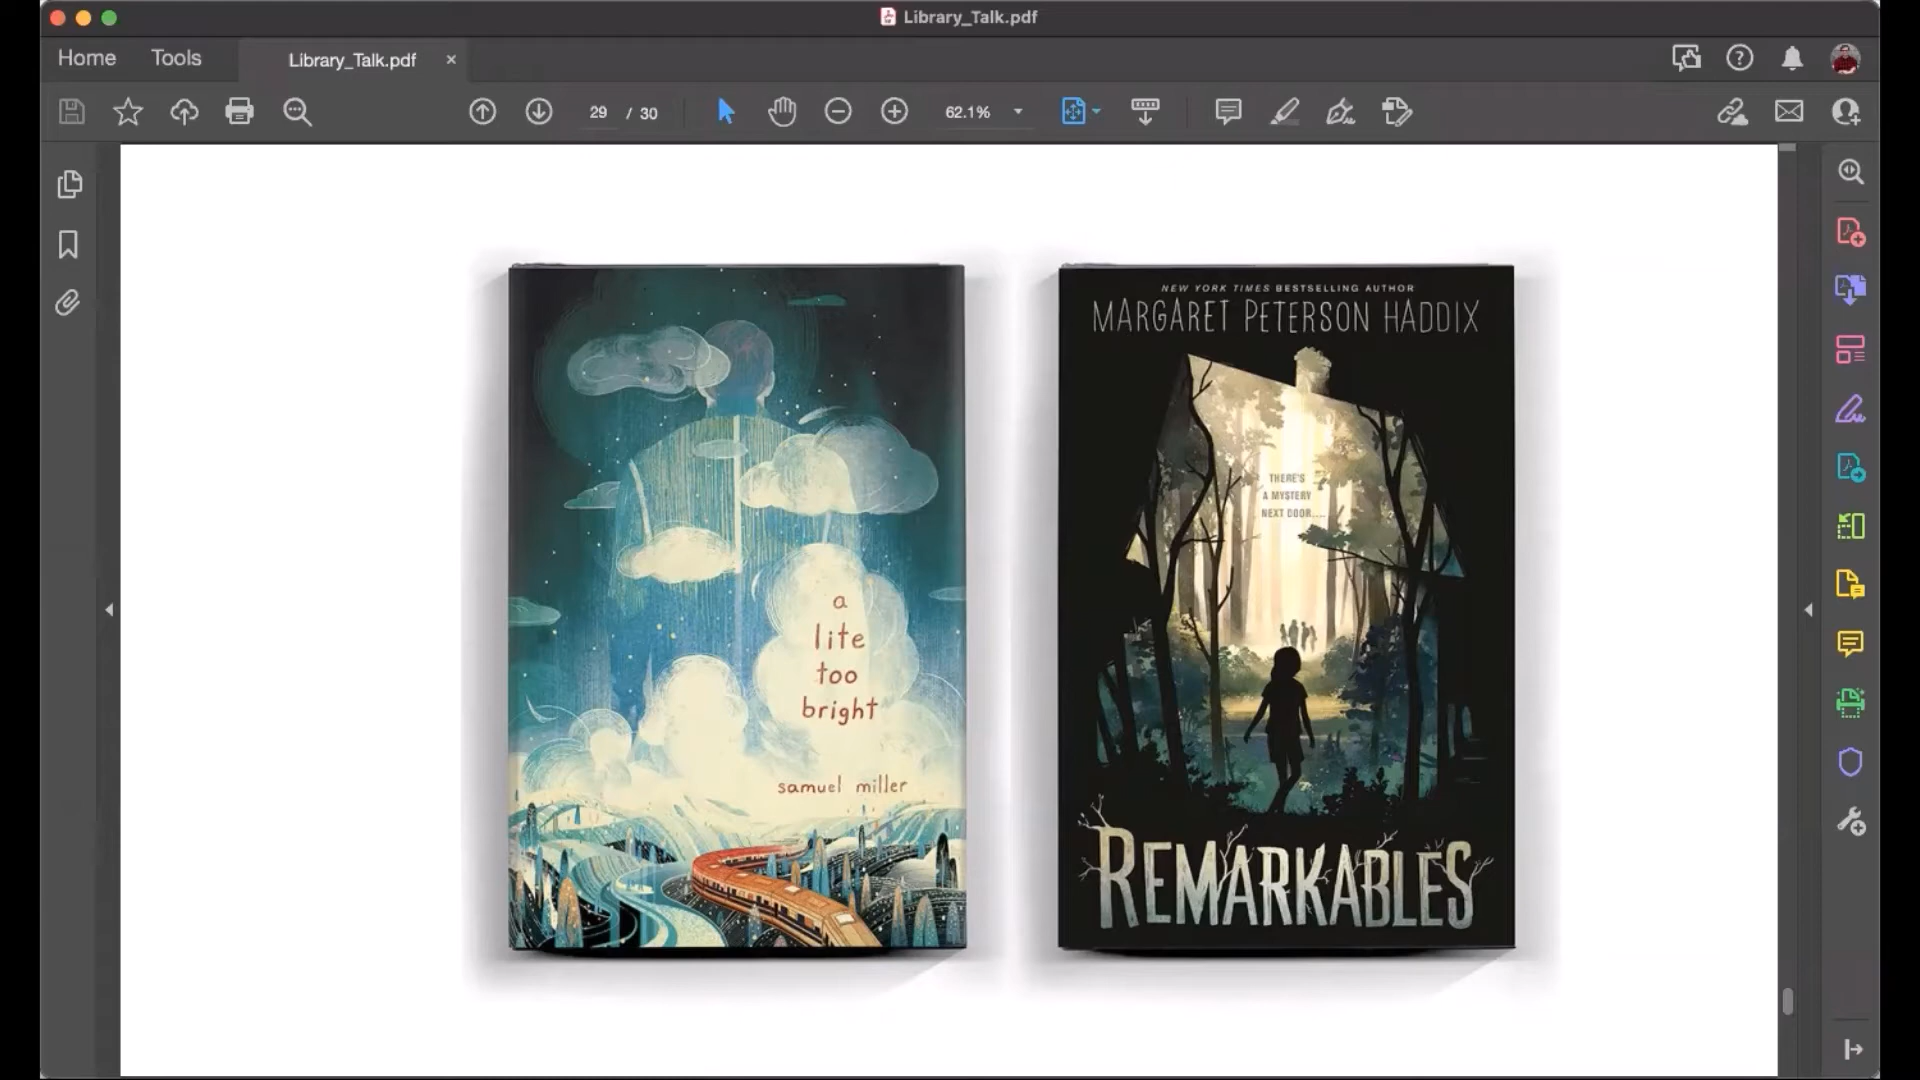 Library_Talk.pdf
Home
Tools
Library_Talk.pdf
29 / 30
62.1%
a
lite
too
bright
samuel miller
NEW YORK TIMES BESTSELLING AUTHOR
MARGARET PETERSON HADDIX
THERE'S
A MYSTERY
NEXT DOOR....
REMARKABLES